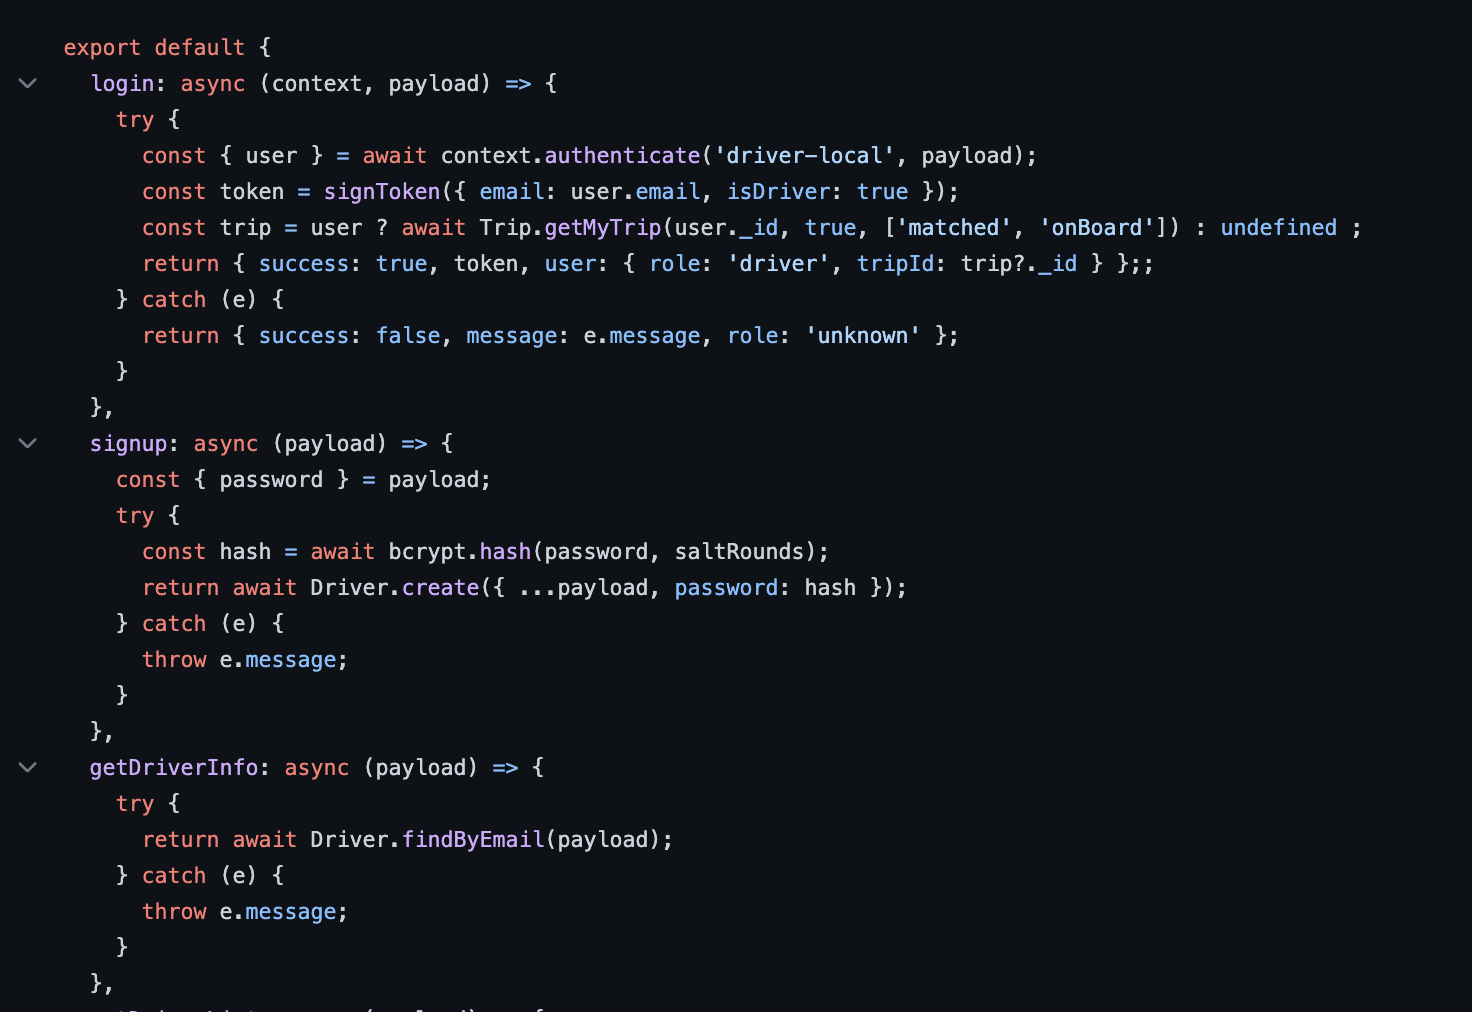 export default {
login: async (context, payload) => {
try {
const { user } = await context.authenticate('driver-local', payload);
const token = signToken({ email: user.email, isDriver: true });
const trip = user ? await Trip.getMyTrip(user._id, true, ['matched', 'onBoard']) : undefined ;
return { success: true, token, user: { role: 'driver', tripId: trip?._id } };;
} catch (e) {
return { success: false, message: e.message, role: 'unknown' };
}
},
signup: async (payload) => {
const { password } = payload;
try {
const hash = await bcrypt.hash(password, saltRounds);
return await Driver.create({ ...payload, password: hash });
} catch (e) {
throw e.message;
}
},
getDriverInfo: async (payload) => {
try {
return await Driver.findByEmail(payload);
} catch (e) {
throw e.message;
}
},